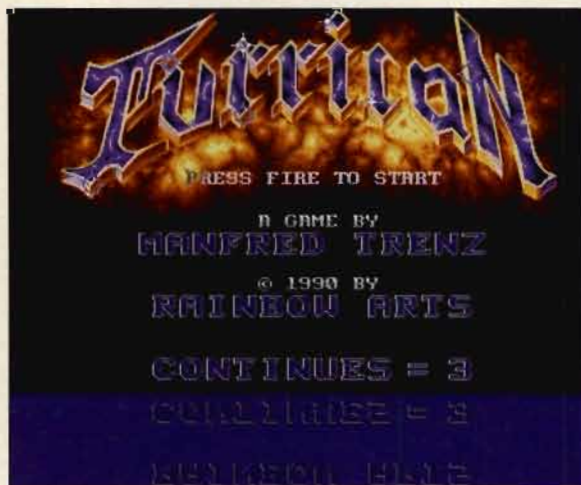 Turrican
PRESS FIRE TO START
A GAME BY
MANFRED TRENZ
© 1990 BY
RAINBOW ARTS
CONTINUES = 3